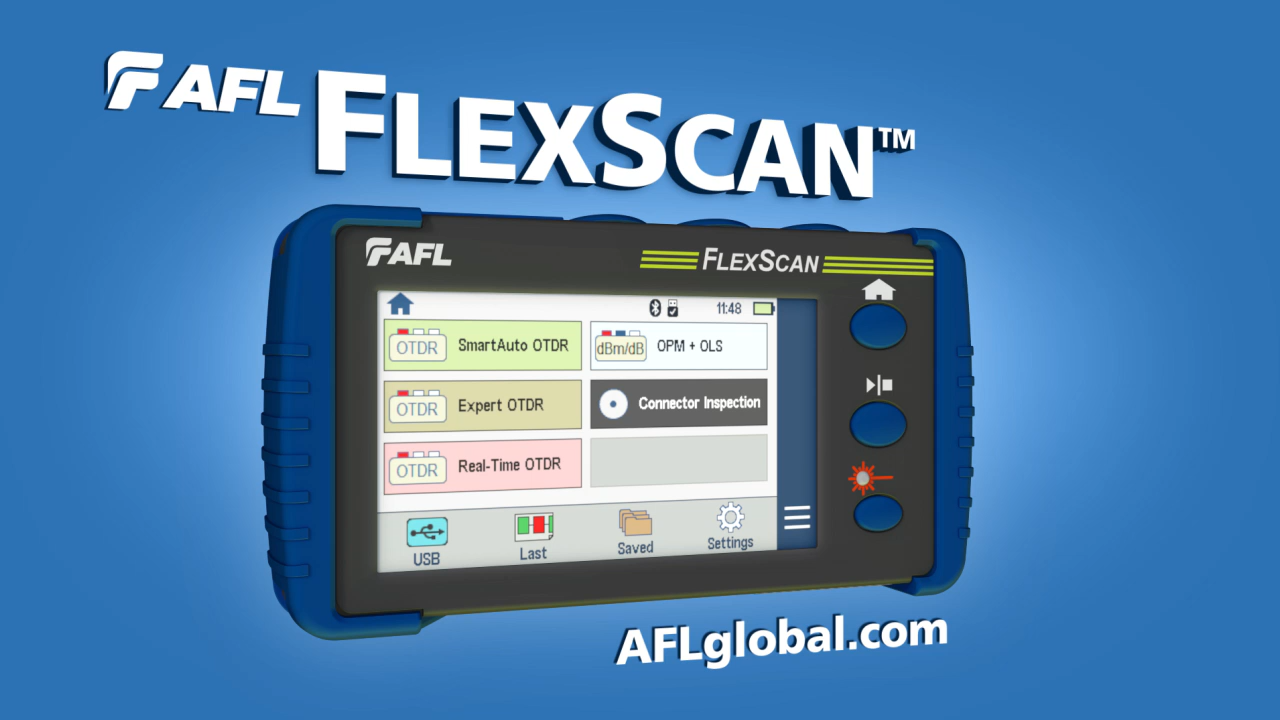 AFL FLEXSCAN™
AFL
FLEXSCAN
11:48
OTDR SmartAuto OTDR
dBm/dB OPM + OLS
OTDR Expert OTDR
Connector Inspection
OTDR Real-Time OTDR
USB
Last
Saved
Settings
AFLglobal.com